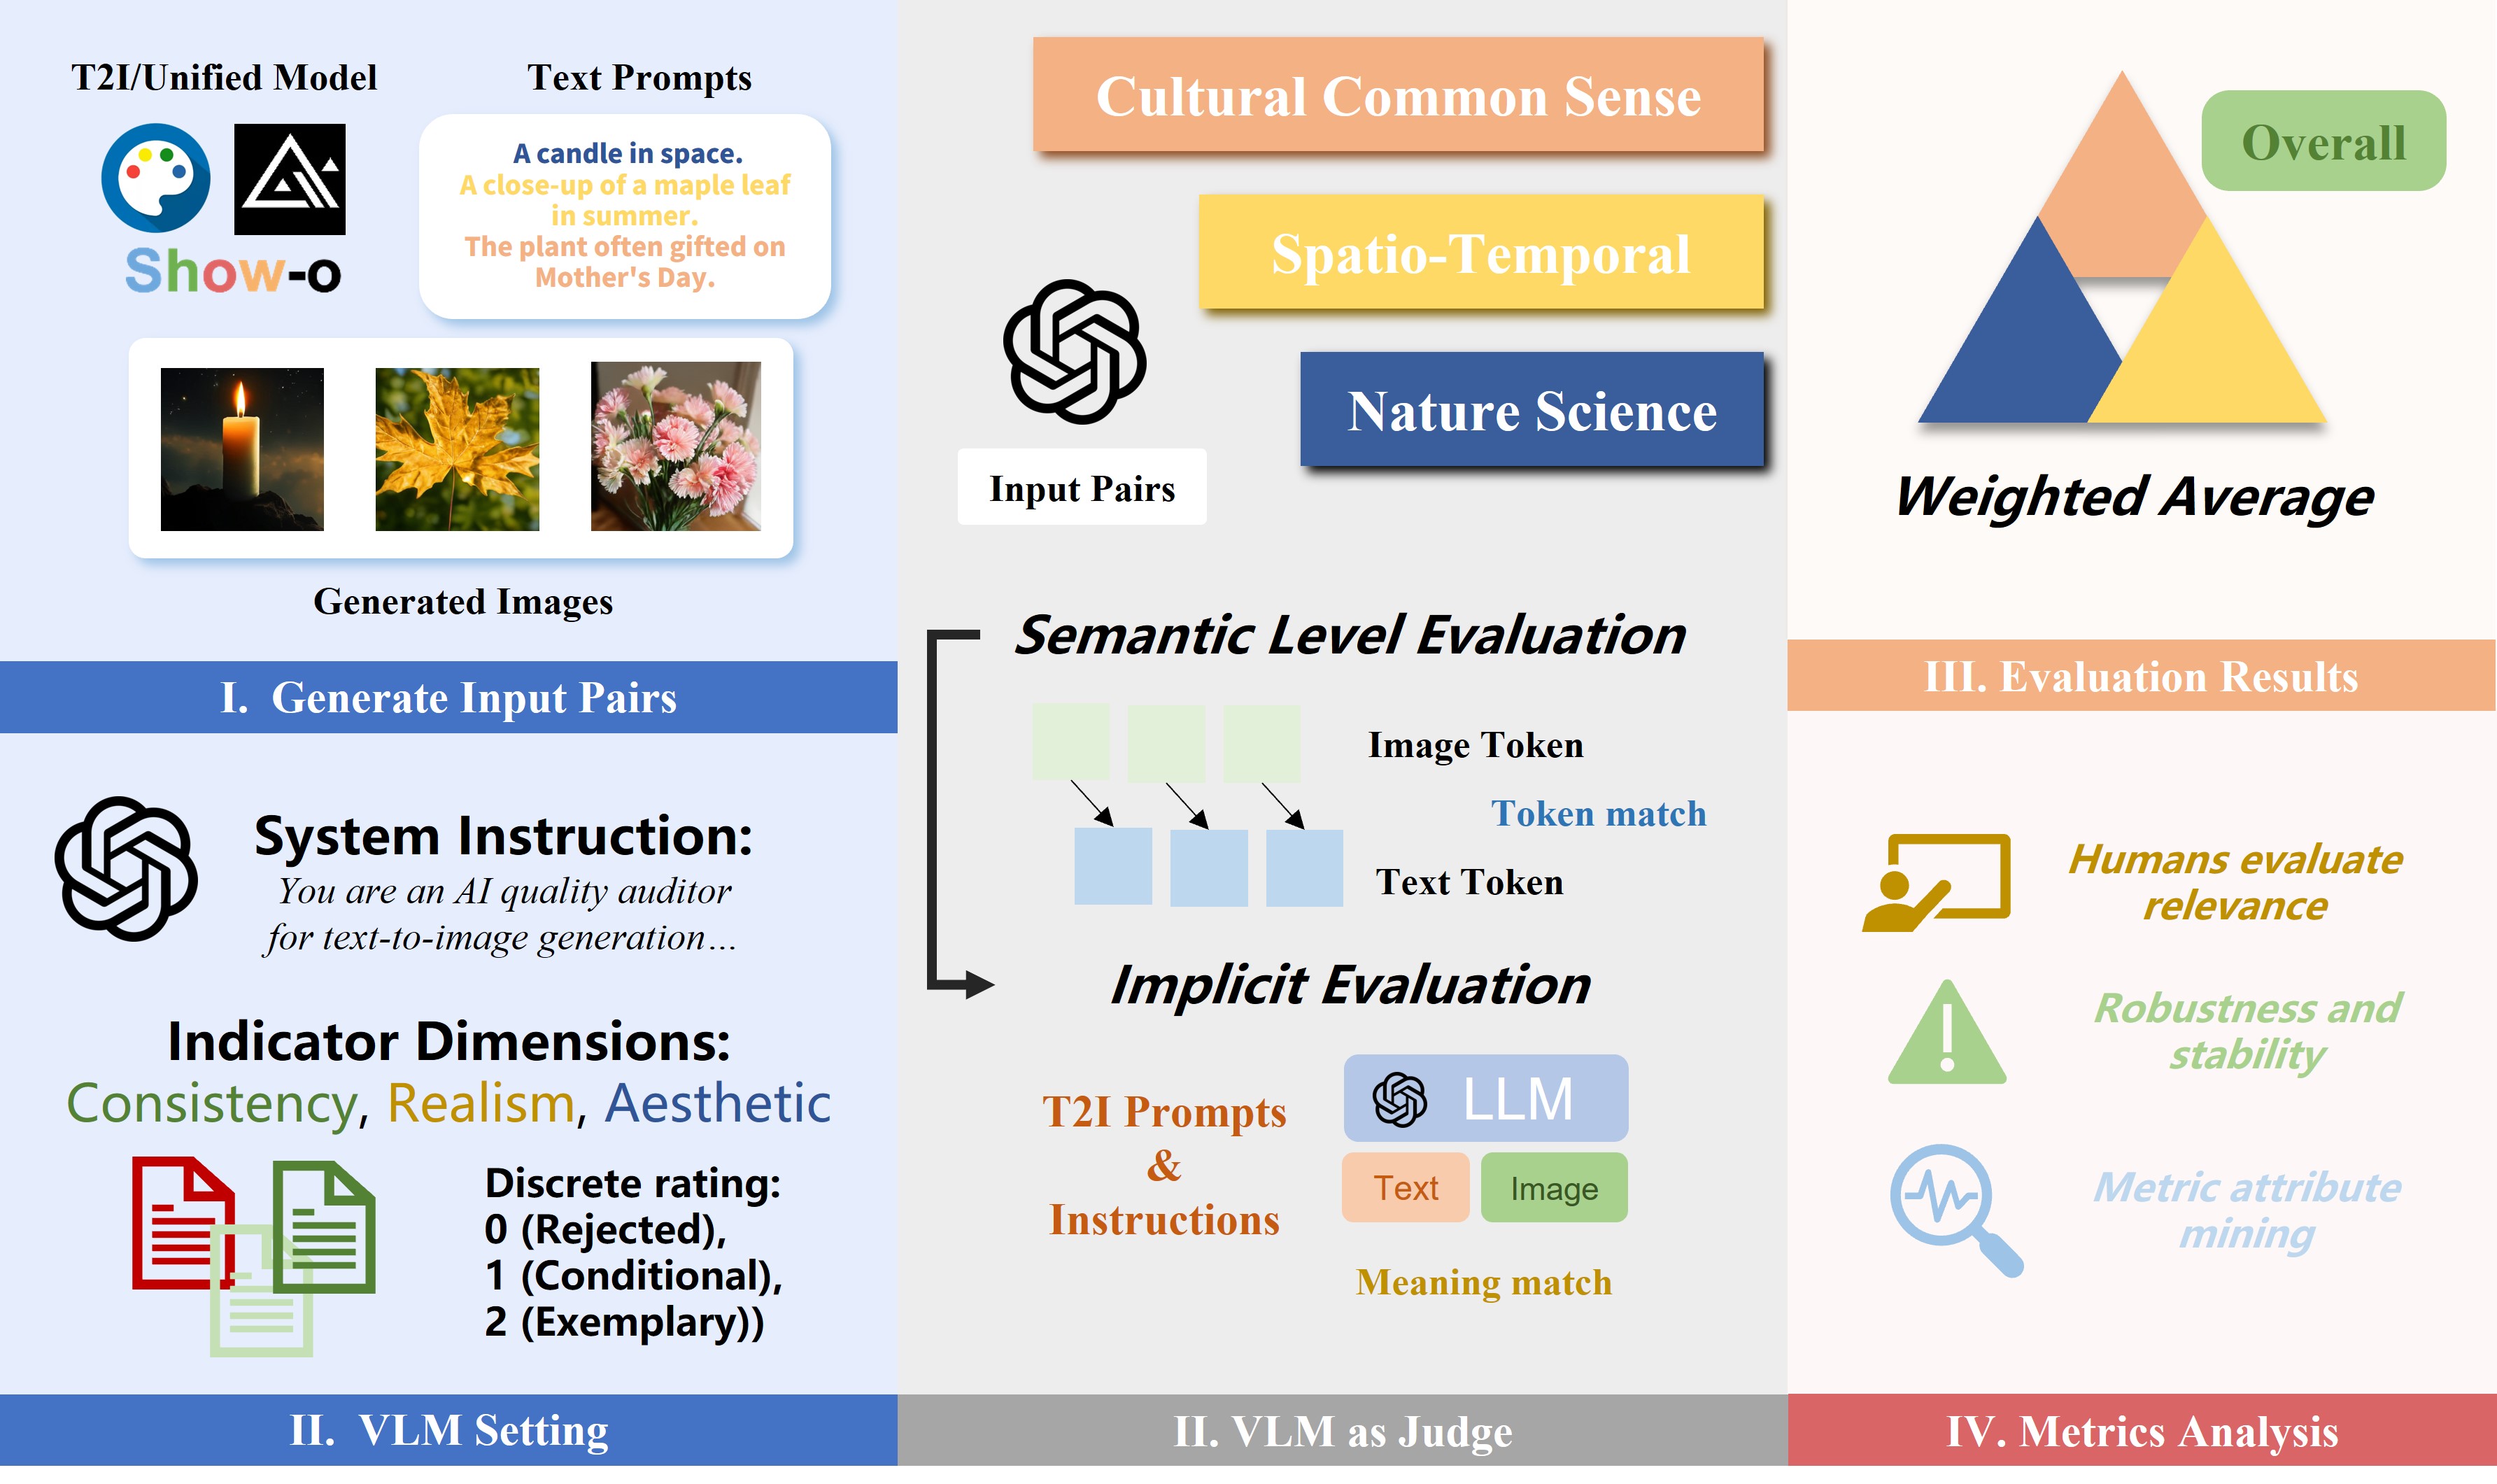 T2I/Unified Model
Text Prompts
Show-o
A candle in space.
A close-up of a maple leaf
in summer.
The plant often gifted on
Mother's Day.
Generated Images
I. Generate Input Pairs
System Instruction:
You are an AI quality auditor
for text-to-image generation...
Indicator Dimensions:
Consistency, Realism, Aesthetic
Discrete rating:
0 (Rejected),
1 (Conditional),
2 (Exemplary))
II. VLM Setting
Cultural Common Sense
Spatio-Temporal
Nature Science
Input Pairs
Semantic Level Evaluation
Image Token
Token match
Text Token
Implicit Evaluation
T2I Prompts
&
Instructions
LLM
Text
Image
Meaning match
II. VLM as Judge
Overall
Weighted Average
III. Evaluation Results
Humans evaluate
relevance
Robustness and
stability
Metric attribute
mining
IV. Metrics Analysis